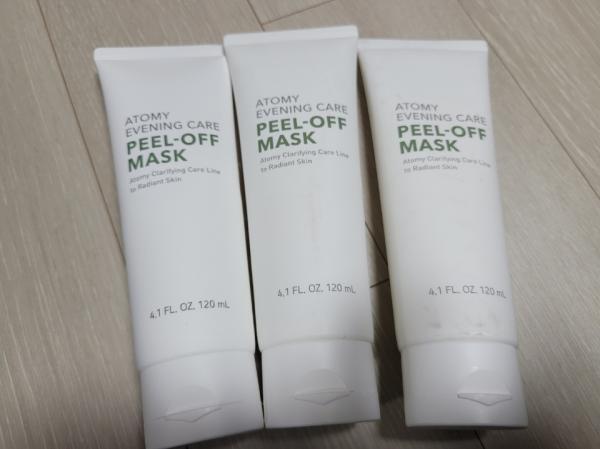 ATOMY
EVENING CARE
PEEL-OFF
MASK
Atomy Clarifying Care Line
to Radiant Skin
4.1 FL. OZ. 120 mL
ATOMY
EVENING CARE
PEEL-OFF
MASK
Atomy Clarifying Care Line
to Radiant Skin
4.1 FL. OZ. 120 mL
ATOMY
EVENING CARE
PEEL-OFF
MASK
Atomy Clarifying Care Line
to Radiant Skin
4.1 FL. OZ. 120 mL